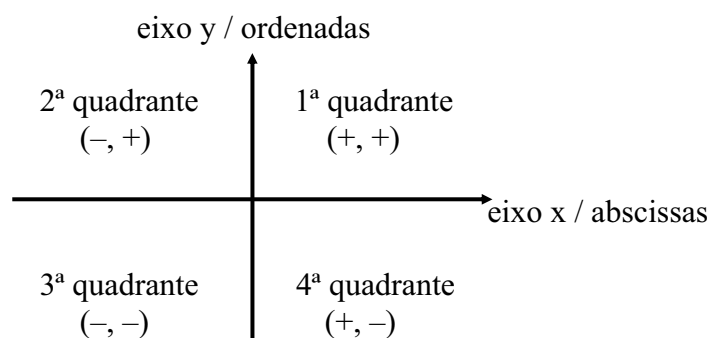 eixo y / ordenadas
2ª quadrante
(–, +)
1ª quadrante
(+, +)
eixo x / abscissas
3ª quadrante
(–, –)
4ª quadrante
(+, –)